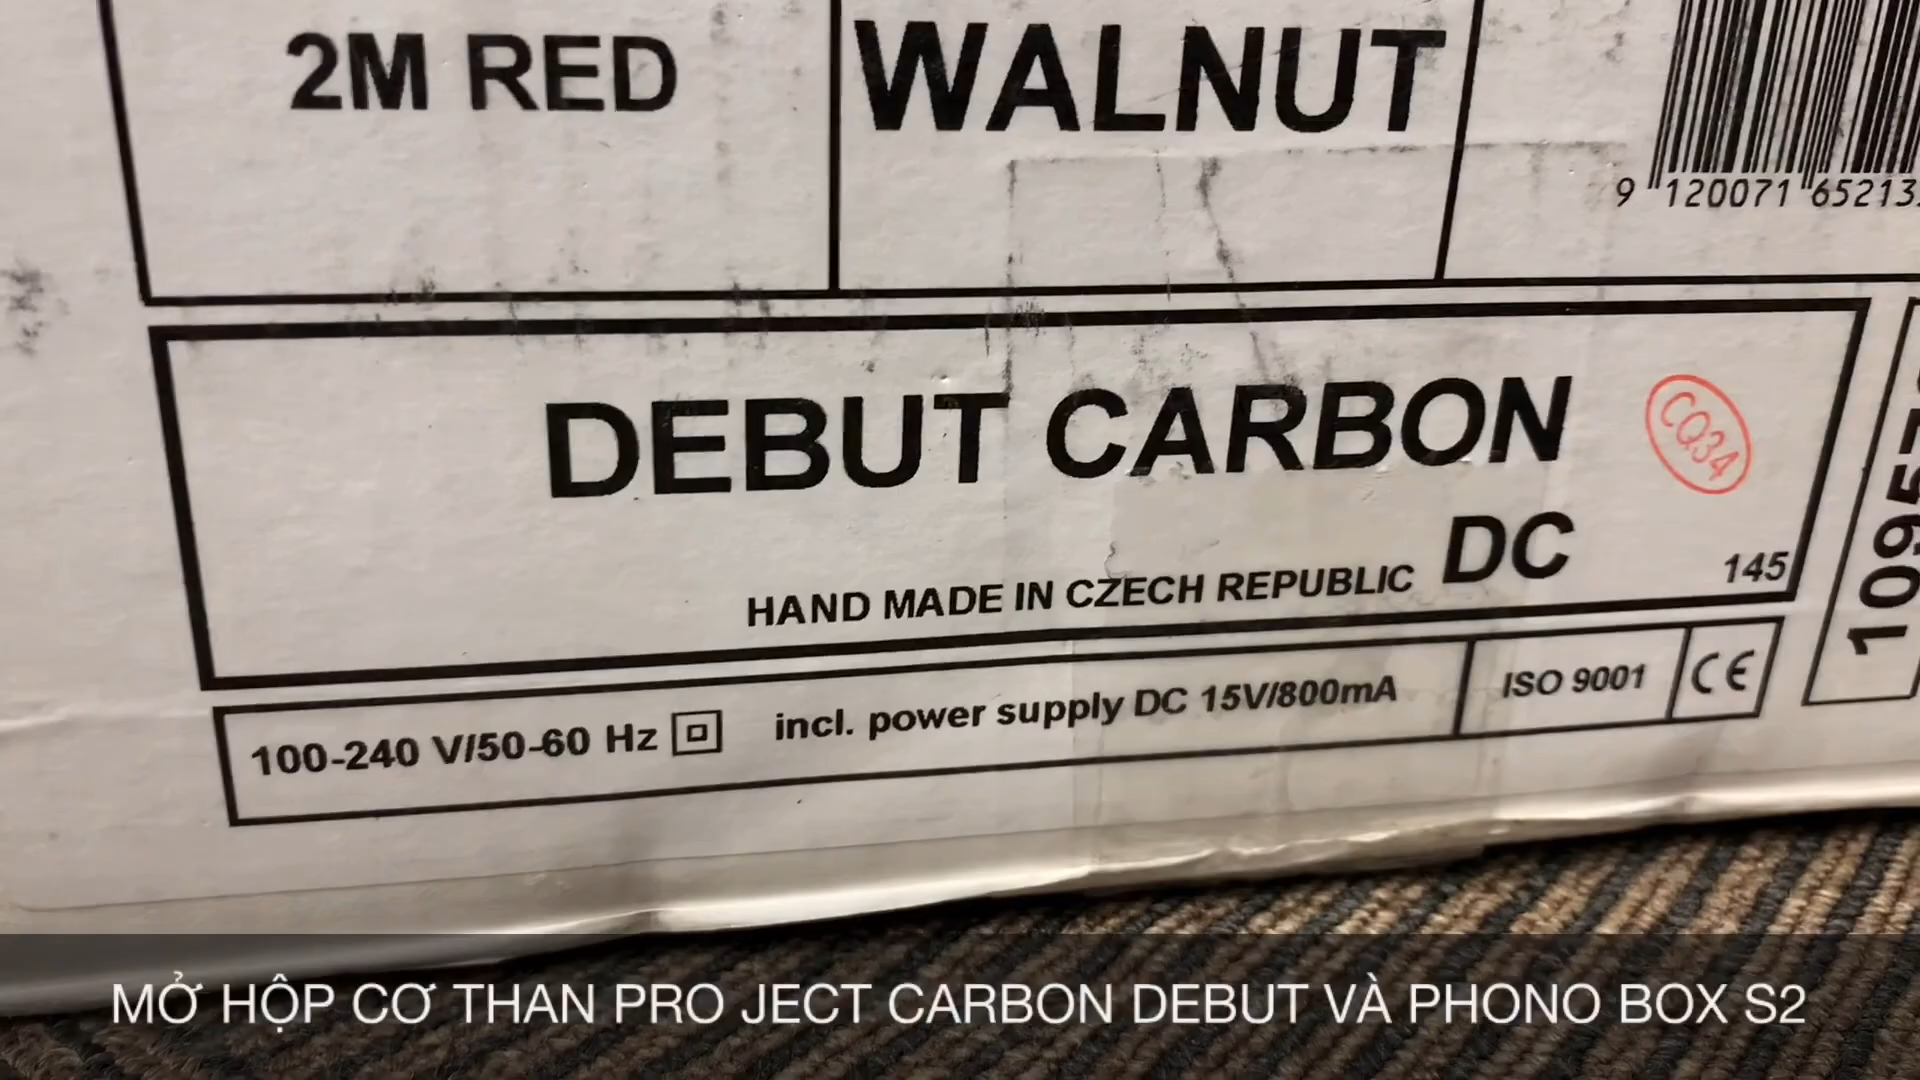 2M RED
WALNUT
9 120071 65213
DEBUT CARBON
CQ34
HAND MADE IN CZECH REPUBLIC DC
145
1095
100-240 V/50-60 Hz
incl. power supply DC 15V/800mA
ISO 9001
CE
MỞ HỘP CƠ THAN PRO JECT CARBON DEBUT VÀ PHONO BOX S2